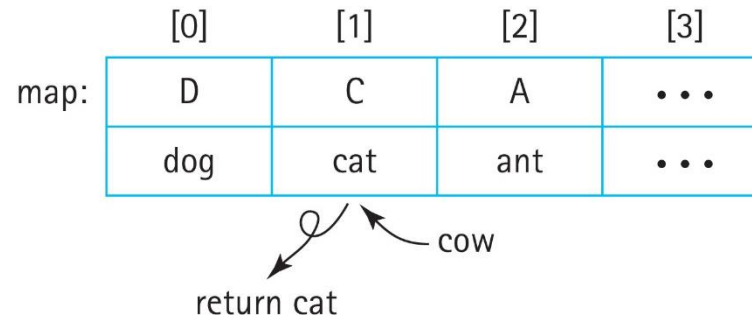 [0] [1] [2] [3]
map: D C A • • •
dog cat ant • • •
cow
return cat